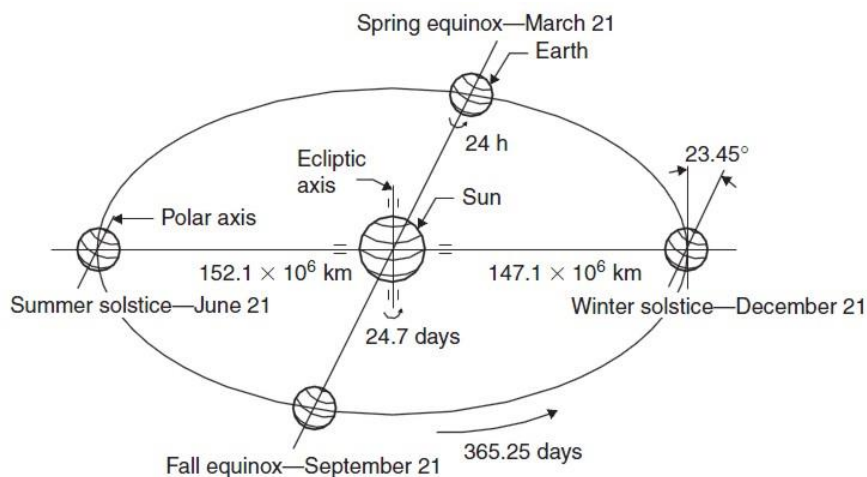 Spring equinox—March 21
Earth
24 h
23.45°
Ecliptic
axis
Sun
Polar axis
152.1 × 10⁶ km
147.1 × 10⁶ km
Summer solstice—June 21
Winter solstice—December 21
24.7 days
365.25 days
Fall equinox—September 21